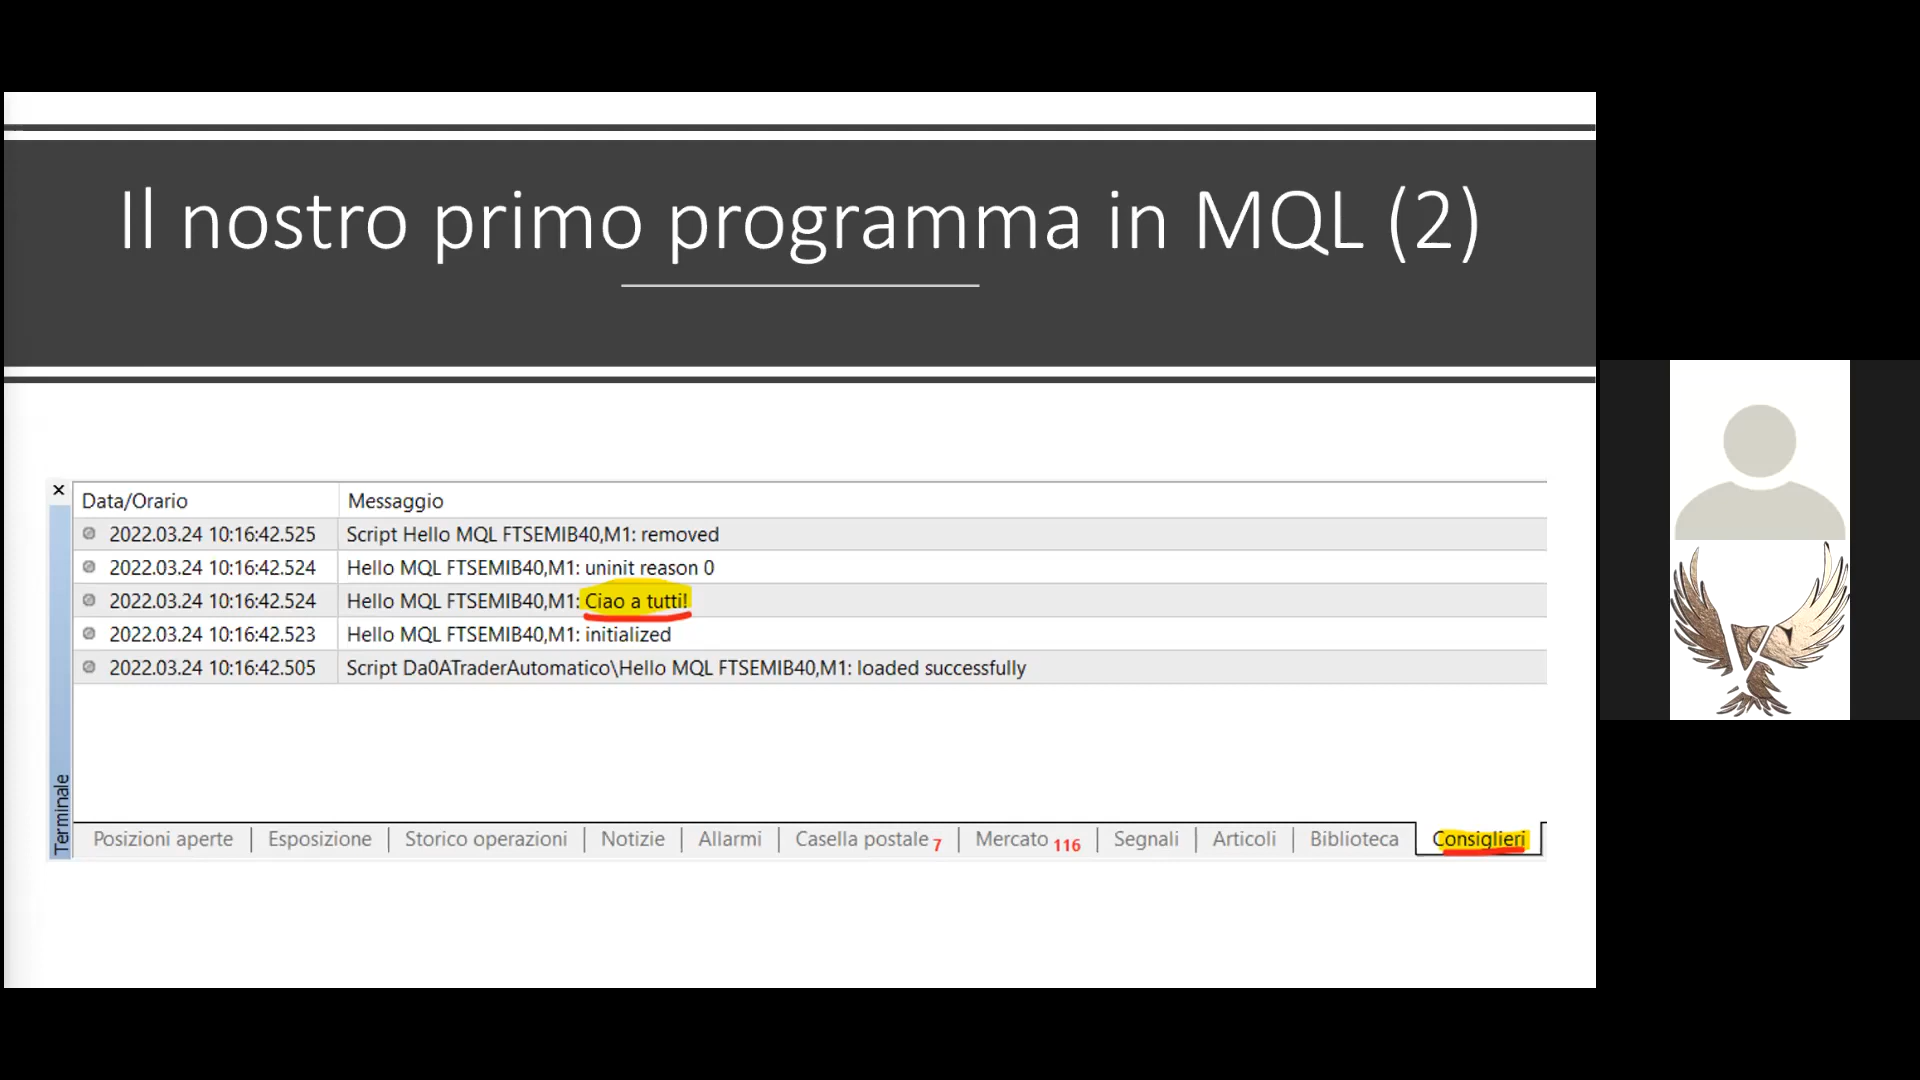 Il nostro primo programma in MQL (2)
Data/Orario Messaggio
2022.03.24 10:16:42.525 Script Hello MQL FTSEMIB40,M1: removed
2022.03.24 10:16:42.524 Hello MQL FTSEMIB40,M1: uninit reason 0
2022.03.24 10:16:42.524 Hello MQL FTSEMIB40,M1: Ciao a tutti!
2022.03.24 10:16:42.523 Hello MQL FTSEMIB40,M1: initialized
2022.03.24 10:16:42.505 Script Da0ATraderAutomatico\Hello MQL FTSEMIB40,M1: loaded successfully
Terminale
Posizioni aperte | Esposizione | Storico operazioni | Notizie | Allarmi | Casella postale 7 | Mercato 116 | Segnali | Articoli | Biblioteca | Consiglieri